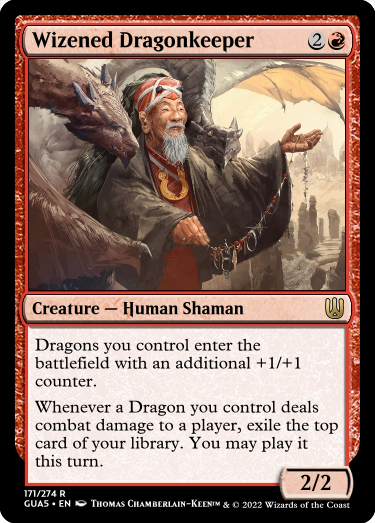 Wizened Dragonkeeper 2
Creature — Human Shaman
Dragons you control enter the
battlefield with an additional +1/+1
counter.
Whenever a Dragon you control deals
combat damage to a player, exile the top
card of your library. You may play it
this turn.
2/2
171/274 R
GUA5 • EN Thomas Chamberlain-Keen™ & © 2022 Wizards of the Coast